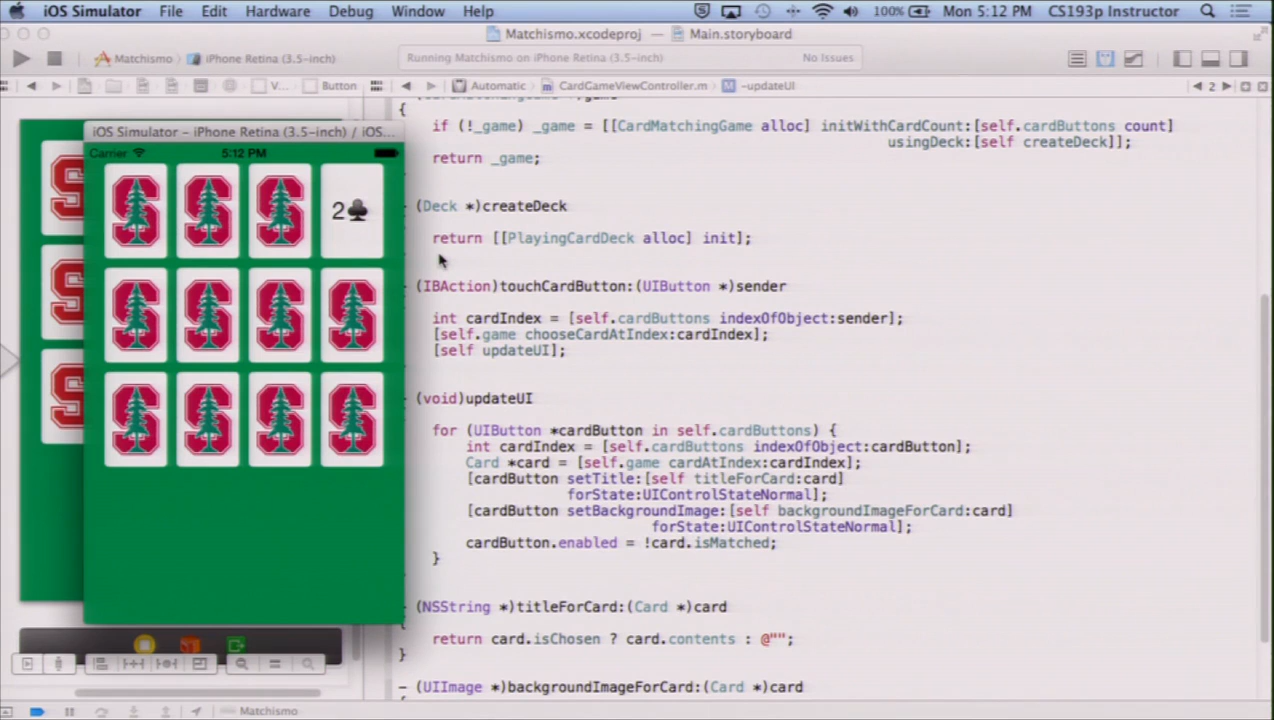 iOS Simulator File Edit Hardware Debug Window Help 100% Mon 5:12 PM CS193p Instructor
Matchismo.xcodeproj — Main.storyboard
Matchismo iPhone Retina (3.5-inch) Running Matchismo on iPhone Retina (3.5-inch) No Issues
V... Button Automatic CardGameViewController.m M -updateUI 2
{
iOS Simulator – iPhone Retina (3.5-inch) / iOS...
if (!_game) _game = [[CardMatchingGame alloc] initWithCardCount:[self.cardButtons count]
usingDeck:[self createDeck]];
Carrier 5:12 PM
return _game;
S S S 2♣
- (Deck *)createDeck
return [[PlayingCardDeck alloc] init];
- (IBAction)touchCardButton:(UIButton *)sender
S S S S
int cardIndex = [self.cardButtons indexOfObject:sender];
[self.game chooseCardAtIndex:cardIndex];
[self updateUI];
- (void)updateUI
S S S S
for (UIButton *cardButton in self.cardButtons) {
int cardIndex = [self.cardButtons indexOfObject:cardButton];
Card *card = [self.game cardAtIndex:cardIndex];
[cardButton setTitle:[self titleForCard:card]
forState:UIControlStateNormal];
[cardButton setBackgroundImage:[self backgroundImageForCard:card]
forState:UIControlStateNormal];
cardButton.enabled = !card.isMatched;
}
- (NSString *)titleForCard:(Card *)card
{
return card.isChosen ? card.contents : @"";
}
- (UIImage *)backgroundImageForCard:(Card *)card
Matchismo